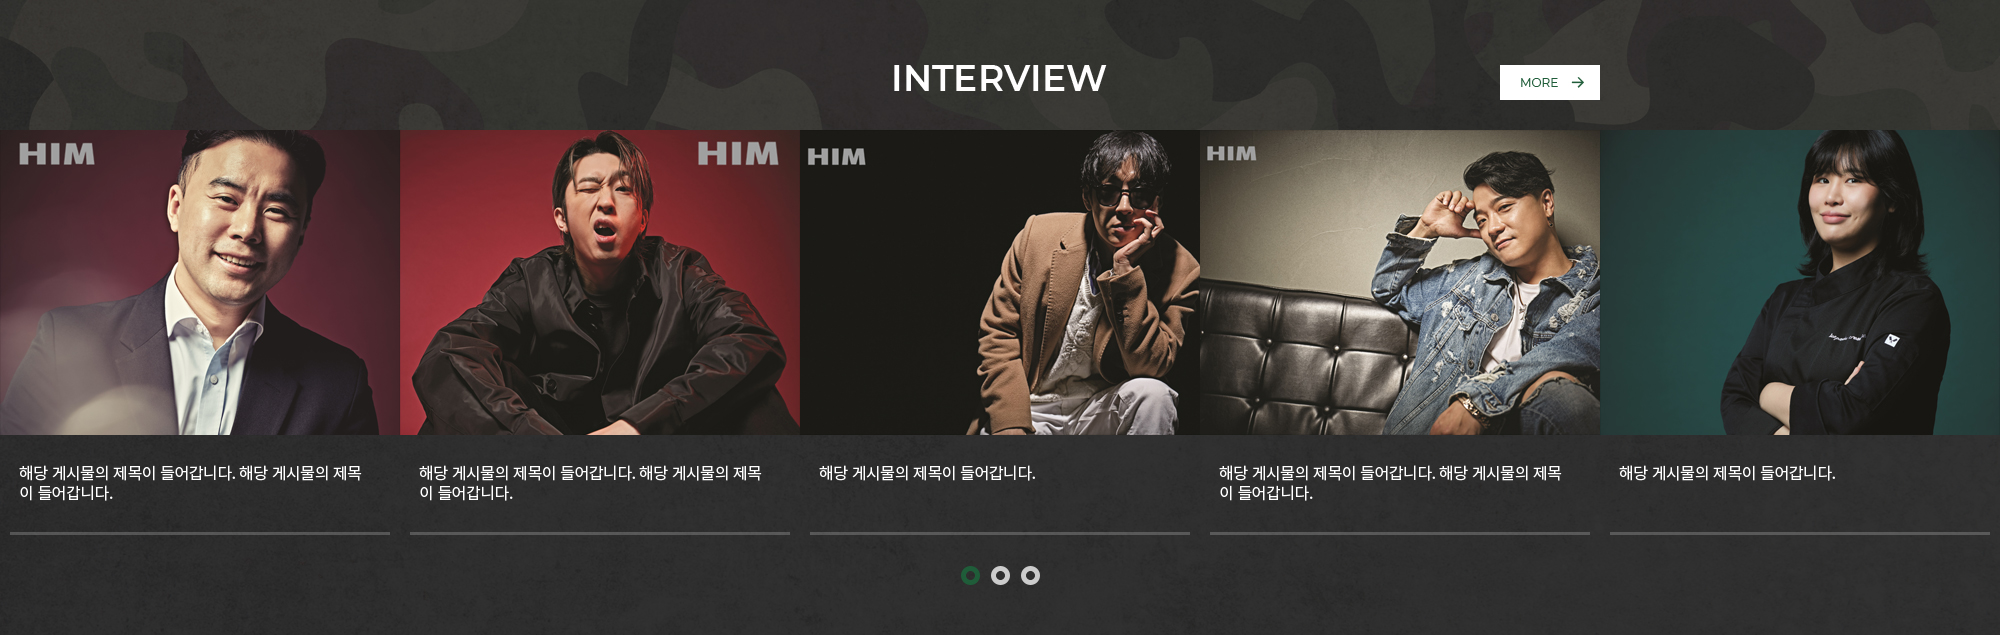 INTERVIEW
MORE
HIM
HIM
HIM
HIM
해당 게시물의 제목이 들어갑니다. 해당 게시물의 제목
이 들어갑니다.
해당 게시물의 제목이 들어갑니다. 해당 게시물의 제목
이 들어갑니다.
해당 게시물의 제목이 들어갑니다.
해당 게시물의 제목이 들어갑니다. 해당 게시물의 제목
이 들어갑니다.
해당 게시물의 제목이 들어갑니다.